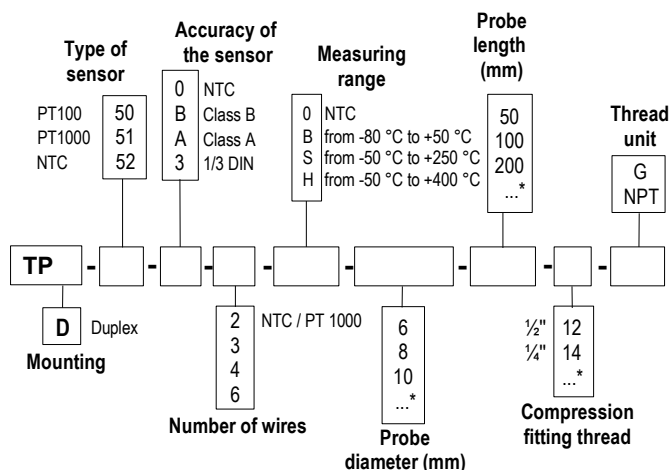 Type of
sensor
PT100 50
PT1000 51
NTC 52
Accuracy of
the sensor
0 NTC
B Class B
A Class A
3 1/3 DIN
Measuring
range
0 NTC
B from -80 °C to +50 °C
S from -50 °C to +250 °C
H from -50 °C to +400 °C
Probe
length
(mm)
50
100
200
...*
Thread
unit
G
NPT
TP - - - - - - - -
D Duplex
Mounting
2 NTC / PT 1000
3
4
6
Number of wires
6
8
10
...*
Probe
diameter (mm)
½" 12
¼" 14
...*
Compression
fitting thread